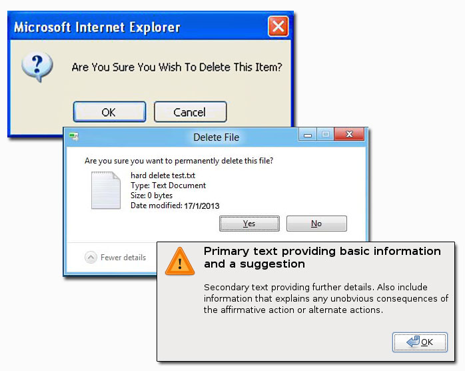 Microsoft Internet Explorer
Are You Sure You Wish To Delete This Item?
OK Cancel
Delete File
Are you sure you want to permanently delete this file?
hard delete test.txt
Type: Text Document
Size: 0 bytes
Date modified: 17/1/2013
Yes No
Fewer details
Primary text providing basic information
and a suggestion
Secondary text providing further details. Also include
information that explains any unobvious consequences of
the affirmative action or alternate actions.
OK